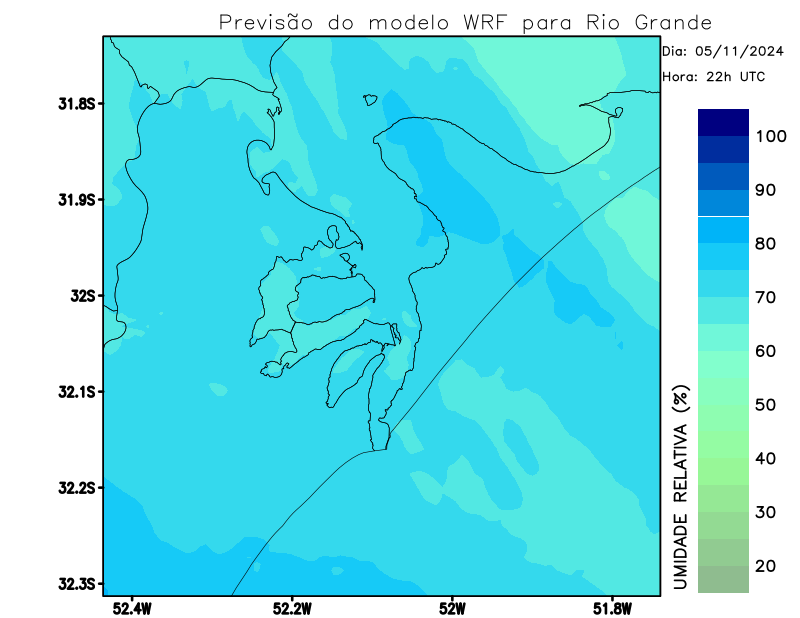 Previsão do modelo WRF para Rio Grande
Dia: 05/11/2024
Hora: 22h UTC
31.8S
31.9S
32S
32.1S
32.2S
32.3S
52.4W
52.2W
52W
51.8W
100
90
80
70
60
50
40
30
20
UMIDADE RELATIVA (%)